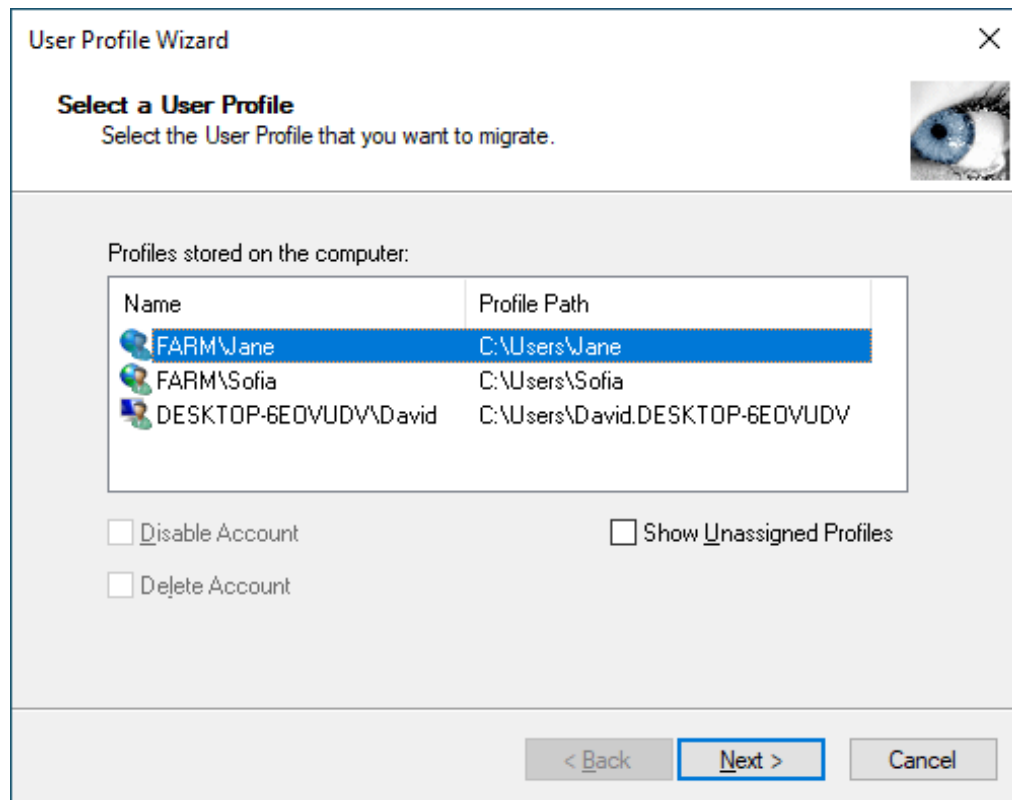 User Profile Wizard
Select a User Profile
Select the User Profile that you want to migrate.
Profiles stored on the computer:
Name Profile Path
FARM\Jane C:\Users\Jane
FARM\Sofia C:\Users\Sofia
DESKTOP-6E0VUDV\David C:\Users\David.DESKTOP-6E0VUDV
Disable Account Show Unassigned Profiles
Delete Account
< Back Next > Cancel